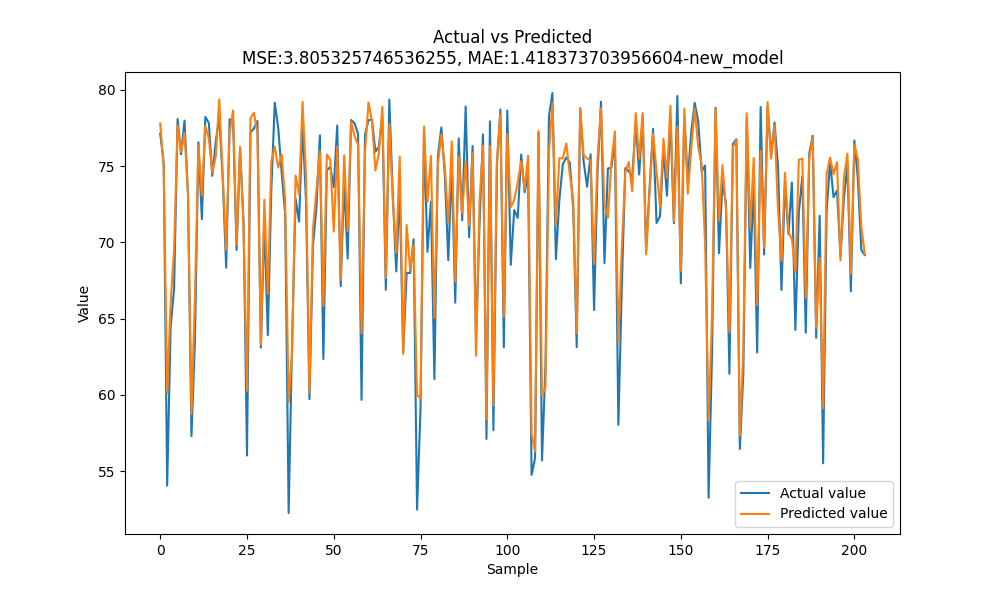 Actual vs Predicted
MSE:3.805325746536255, MAE:1.418373703956604-new_model
80
75
70
65
60
55
Value
0 25 50 75 100 125 150 175 200
Sample
Actual value
Predicted value